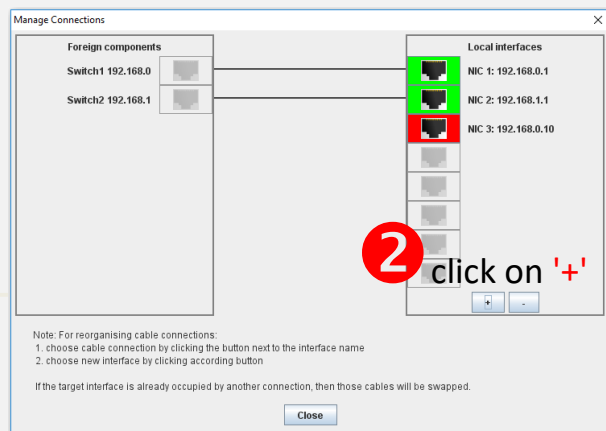 Manage Connections
Foreign components
Local interfaces
Switch1 192.168.0
NIC 1: 192.168.0.1
Switch2 192.168.1
NIC 2: 192.168.1.1
NIC 3: 192.168.0.10
2 click on '+'
+ -
Note: For reorganising cable connections:
1. choose cable connection by clicking the button next to the interface name
2. choose new interface by clicking according button
If the target interface is already occupied by another connection, then those cables will be swapped.
Close